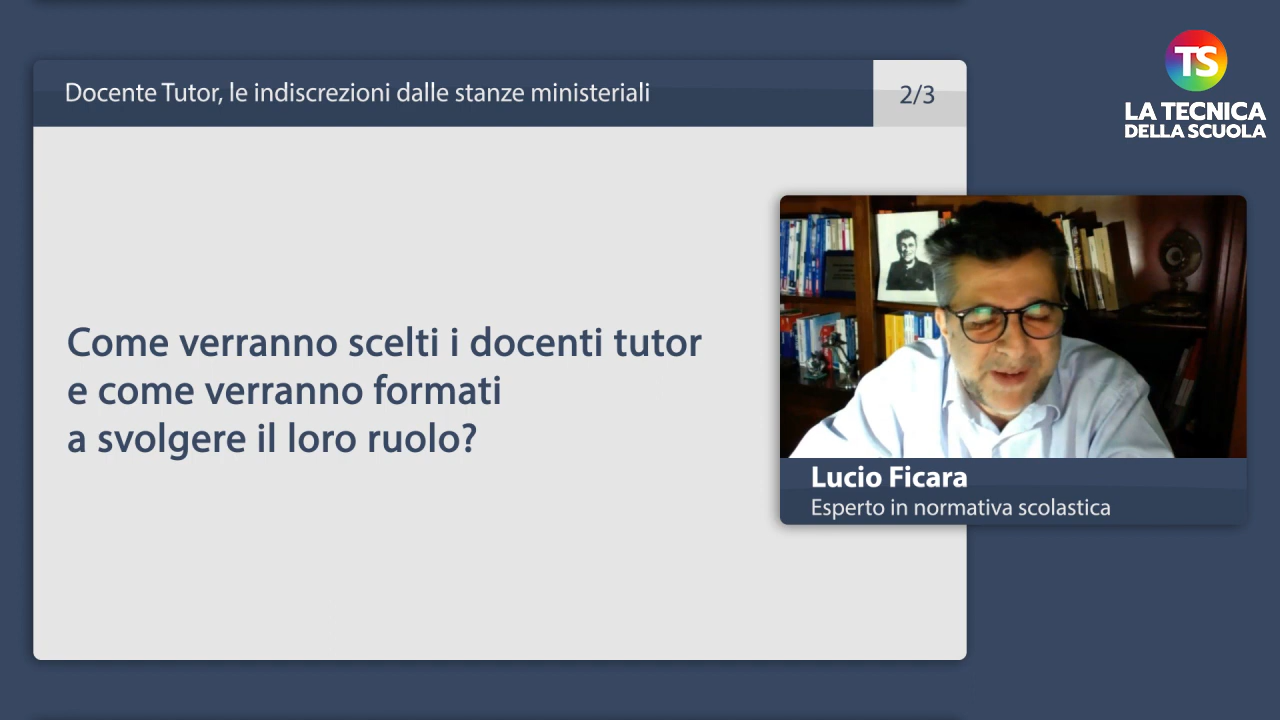 Docente Tutor, le indiscrezioni dalle stanze ministeriali
2/3
TS
LA TECNICA
DELLA SCUOLA
Come verranno scelti i docenti tutor
e come verranno formati
a svolgere il loro ruolo?
Lucio Ficara
Esperto in normativa scolastica